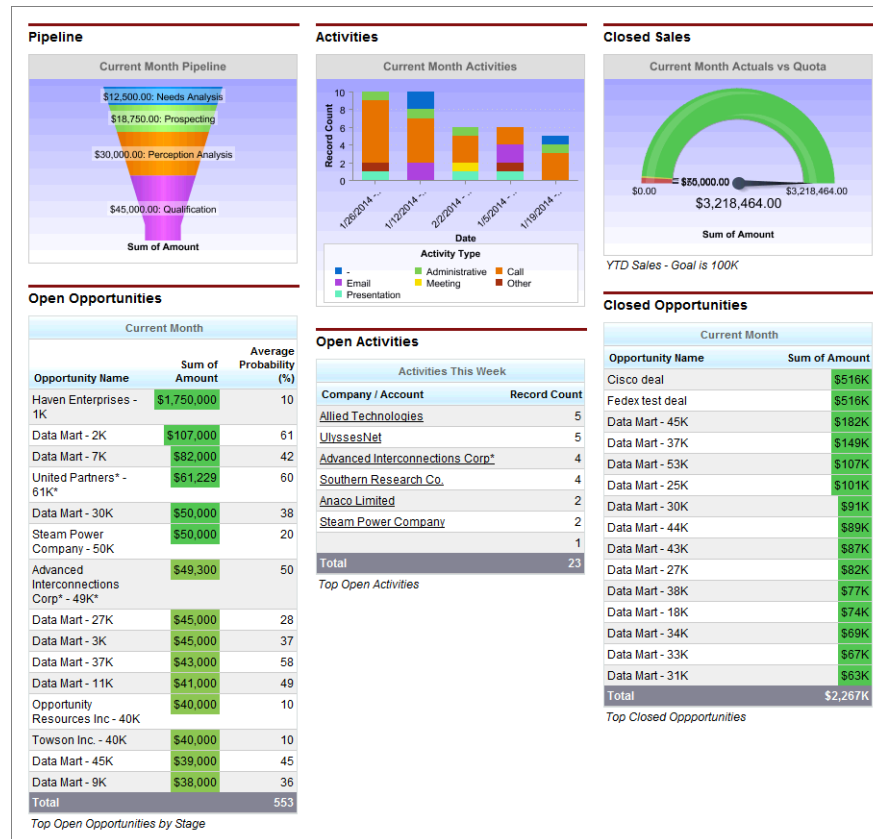 Pipeline
Current Month Pipeline
$12,500.00: Needs Analysis
$18,750.00: Prospecting
$30,000.00: Perception Analysis
$45,000.00: Qualification
Sum of Amount
Open Opportunities
Current Month
Opportunity Name Sum of Amount Average Probability (%)
Haven Enterprises - 1K $1,750,000 10
Data Mart - 2K $107,000 61
Data Mart - 7K $82,000 42
United Partners* - 61K* $61,229 60
Data Mart - 30K $50,000 38
Steam Power Company - 50K $50,000 20
Advanced Interconnections Corp* - 49K* $49,300 50
Data Mart - 27K $45,000 28
Data Mart - 3K $45,000 37
Data Mart - 37K $43,000 58
Data Mart - 11K $41,000 49
Opportunity Resources Inc - 40K $40,000 10
Towson Inc. - 40K $40,000 10
Data Mart - 45K $39,000 45
Data Mart - 9K $38,000 36
Total 553
Top Open Opportunities by Stage
Activities
Current Month Activities
Record Count
10
8
6
4
2
0
1/26/2014 -..
1/12/2014 -..
2/2/2014 -..
1/5/2014 -..
1/19/2014 -..
Date
Activity Type
- Administrative Call
Email Meeting Other
Presentation
Open Activities
Activities This Week
Company / Account Record Count
Allied Technologies 5
UlyssesNet 5
Advanced Interconnections Corp* 4
Southern Research Co. 4
Anaco Limited 2
Steam Power Company 2
1
Total 23
Top Open Activities
Closed Sales
Current Month Actuals vs Quota
$0.00
$3,218,464.00
$3,218,464.00
Sum of Amount
YTD Sales - Goal is 100K
Closed Opportunities
Current Month
Opportunity Name Sum of Amount
Cisco deal $516K
Fedex test deal $516K
Data Mart - 45K $182K
Data Mart - 37K $149K
Data Mart - 53K $107K
Data Mart - 25K $101K
Data Mart - 30K $91K
Data Mart - 44K $89K
Data Mart - 43K $87K
Data Mart - 27K $82K
Data Mart - 38K $77K
Data Mart - 18K $74K
Data Mart - 34K $69K
Data Mart - 33K $67K
Data Mart - 31K $63K
Total $2,267K
Top Closed Oppportunities